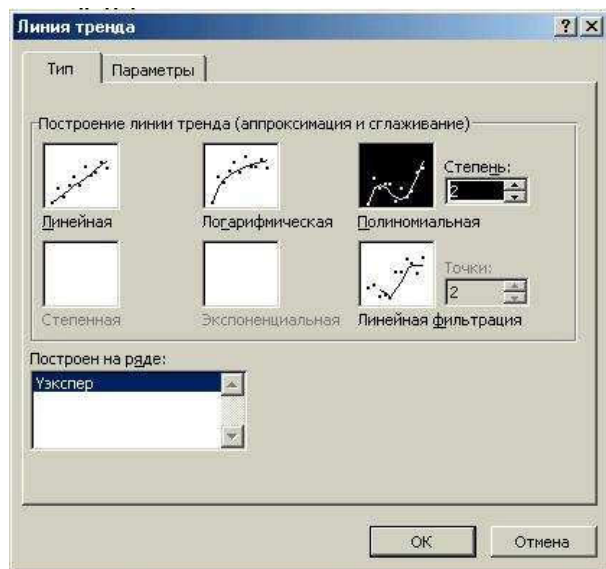 Линия тренда
Тип
Параметры
Построение линии тренда (аппроксимация и сглаживание)
Степень:
2
Линейная
Логарифмическая
Полиномиальная
Точки:
2
Степенная
Экспоненциальная
Линейная фильтрация
Построен на ряде:
Yэкспер
ОК
Отмена